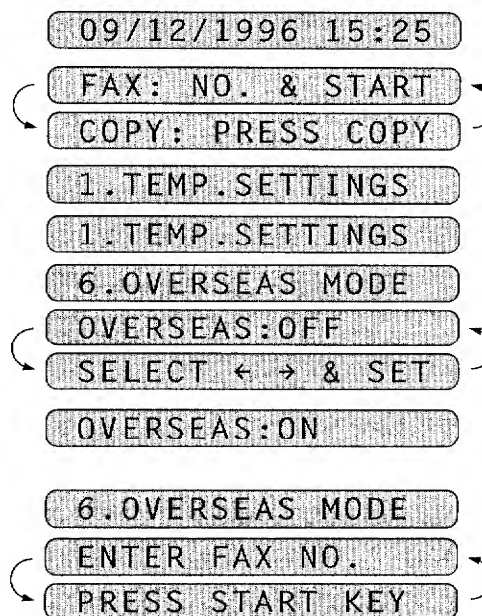 09/12/1996 15:25
FAX: NO. & START
COPY: PRESS COPY
1.TEMP.SETTINGS
1.TEMP.SETTINGS
6.OVERSEAS MODE
OVERSEAS:OFF
SELECT ← → & SET
OVERSEAS:ON
6.OVERSEAS MODE
ENTER FAX NO.
PRESS START KEY